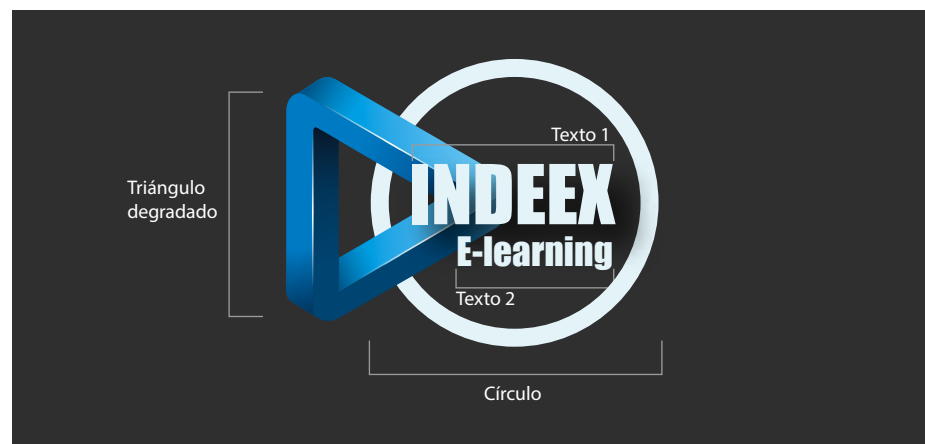 Texto 1
INDEEX
Triángulo
degradado
E-learning
Texto 2
Círculo